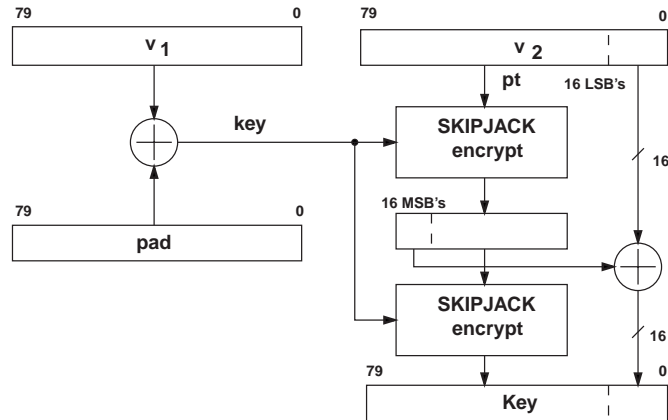 79 0 79 0
v 1 v 2
pt 16 LSB's
key SKIPJACK
encrypt 16
79 0 16 MSB's
pad
SKIPJACK
encrypt 16
79 0
Key